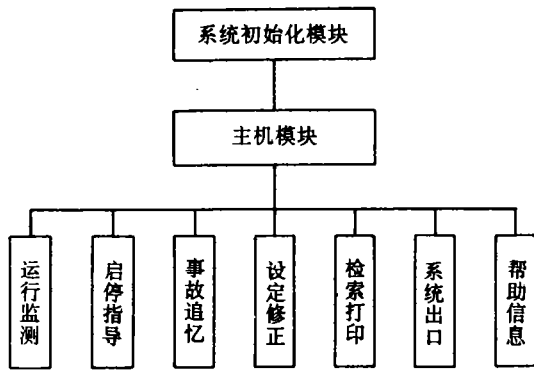 系统初始化模块
主机模块
运行监测
启停指导
事故追忆
设定修正
检索打印
系统出口
帮助信息